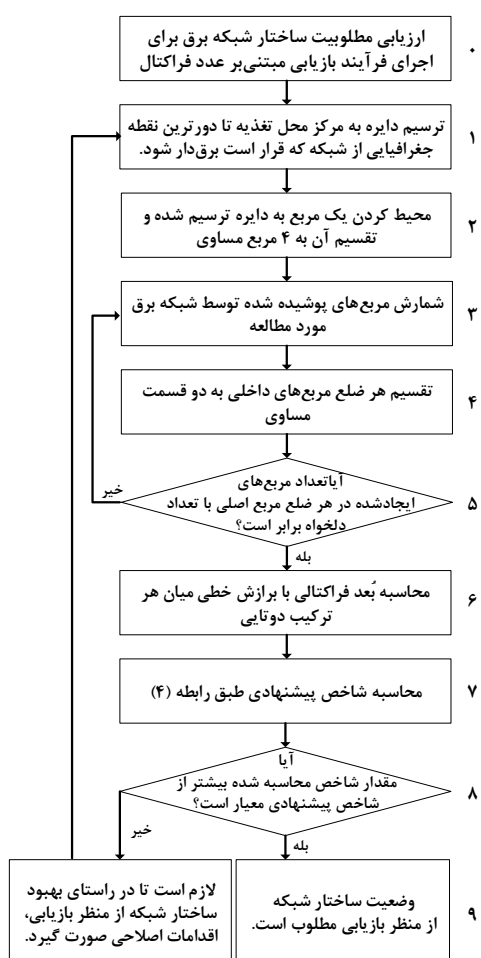 ارزیابی مطلوبیت ساختار شبکه برق برای
اجرای فرآیند بازیابی مبتنی‌بر عدد فراکتال
۰
ترسیم دایره به مرکز محل تغذیه تا دورترین نقطه
جغرافیایی از شبکه که قرار است برق‌دار شود.
۱
محیط کردن یک مربع به دایره ترسیم شده و
تقسیم آن به ۴ مربع مساوی
۲
شمارش مربع‌های پوشیده شده توسط شبکه برق
مورد مطالعه
۳
تقسیم هر ضلع مربع‌های داخلی به دو قسمت
مساوی
۴
آیاتعداد مربع‌های
ایجادشده در هر ضلع مربع اصلی با تعداد
دلخواه برابر است؟
۵
خیر
بله
محاسبه بُعد فراکتالی با برازش خطی میان هر
ترکیب دوتایی
۶
محاسبه شاخص پیشنهادی طبق رابطه (۴)
۷
آیا
مقدار شاخص محاسبه شده بیشتر از
شاخص پیشنهادی معیار است؟
۸
خیر
بله
وضعیت ساختار شبکه
از منظر بازیابی مطلوب است.
لازم است تا در راستای بهبود
ساختار شبکه از منظر بازیابی،
اقدامات اصلاحی صورت گیرد.
۹